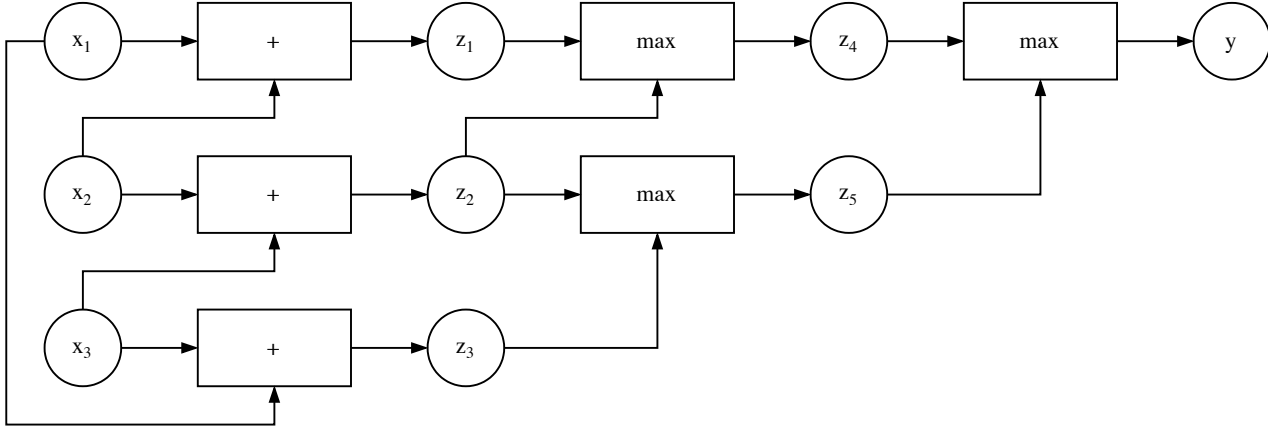 x₁ + z₁ max z₄ max y
x₂ + z₂ max z₅
x₃ + z₃